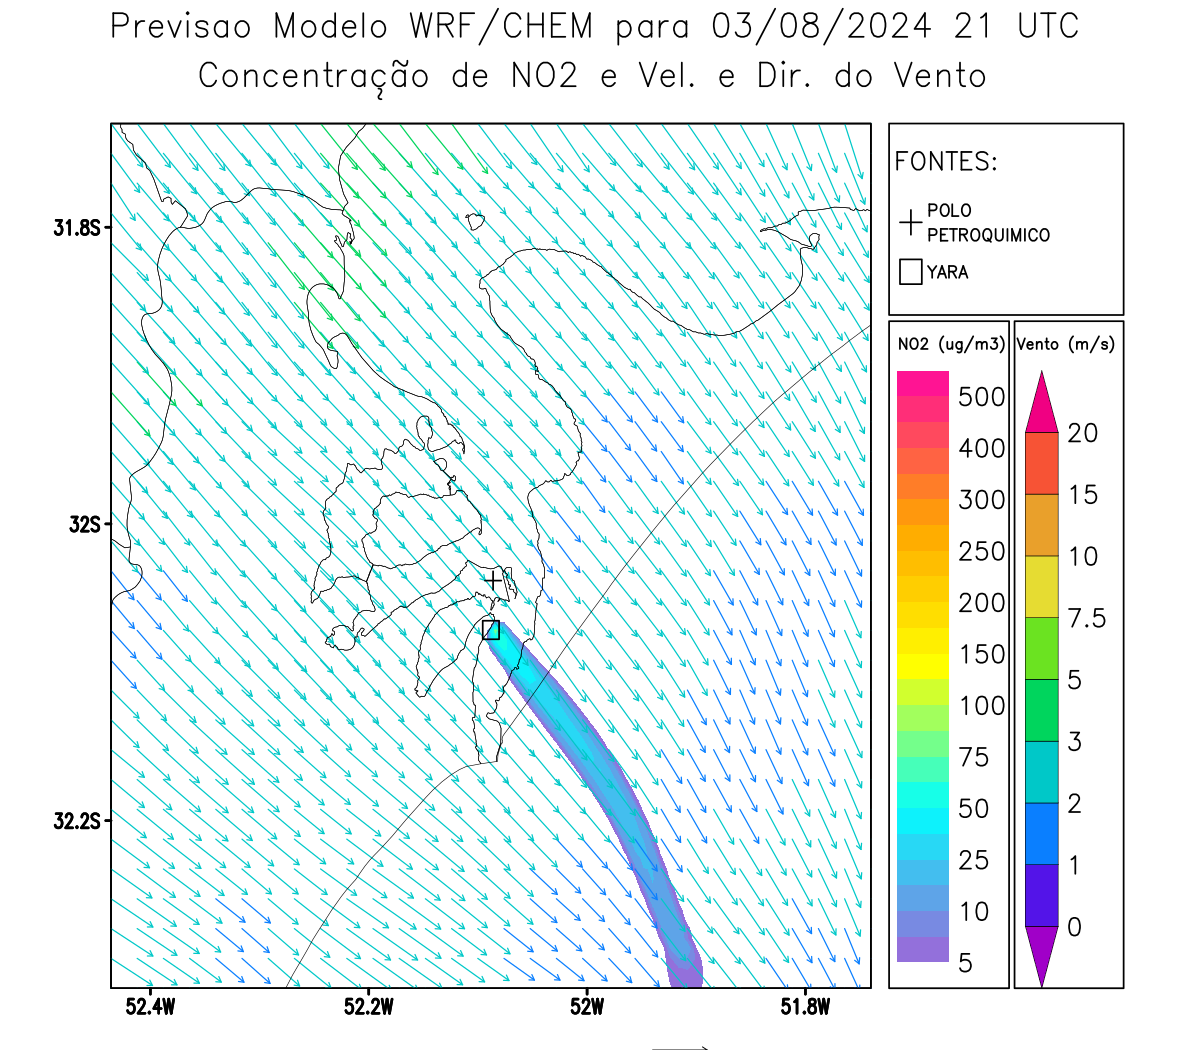 Previsao Modelo WRF/CHEM para 03/08/2024 21 UTC
Concentração de NO2 e Vel. e Dir. do Vento
FONTES:
POLO
PETROQUIMICO
YARA
31.8S
32S
32.2S
52.4W
52.2W
52W
51.8W
NO2 (ug/m3)
500
400
300
250
200
150
100
75
50
25
10
5
Vento (m/s)
20
15
10
7.5
5
3
2
1
0